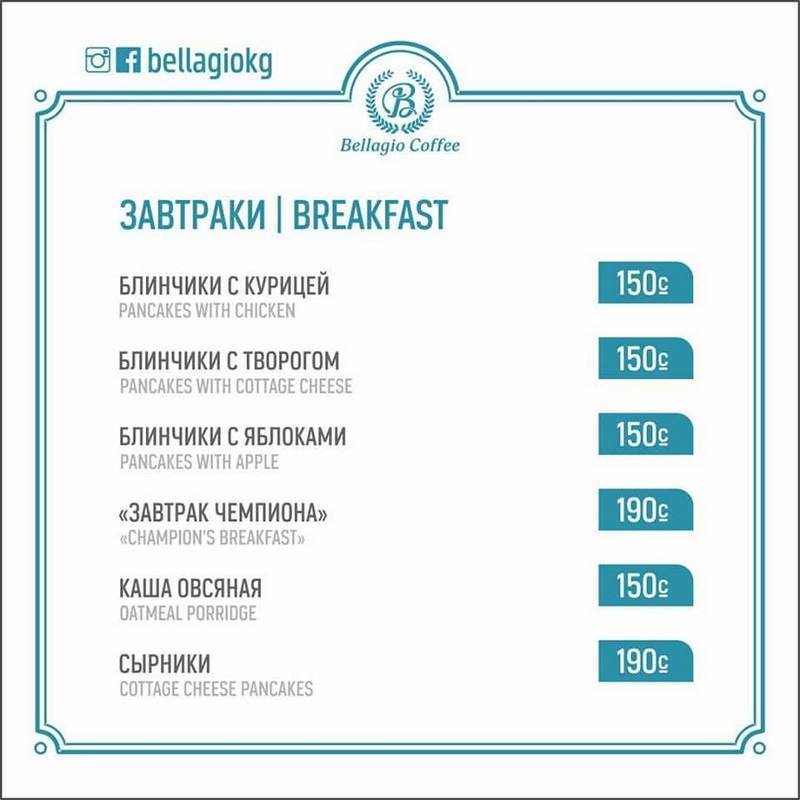 bellagiokg
B
Bellagio Coffee
ЗАВТРАКИ | BREAKFAST
БЛИНЧИКИ С КУРИЦЕЙ 150с
PANCAKES WITH CHICKEN
БЛИНЧИКИ С ТВОРОГОМ 150с
PANCAKES WITH COTTAGE CHEESE
БЛИНЧИКИ С ЯБЛОКАМИ 150с
PANCAKES WITH APPLE
«ЗАВТРАК ЧЕМПИОНА» 190с
«CHAMPION'S BREAKFAST»
КАША ОВСЯНАЯ 150с
OATMEAL PORRIDGE
СЫРНИКИ 190с
COTTAGE CHEESE PANCAKES